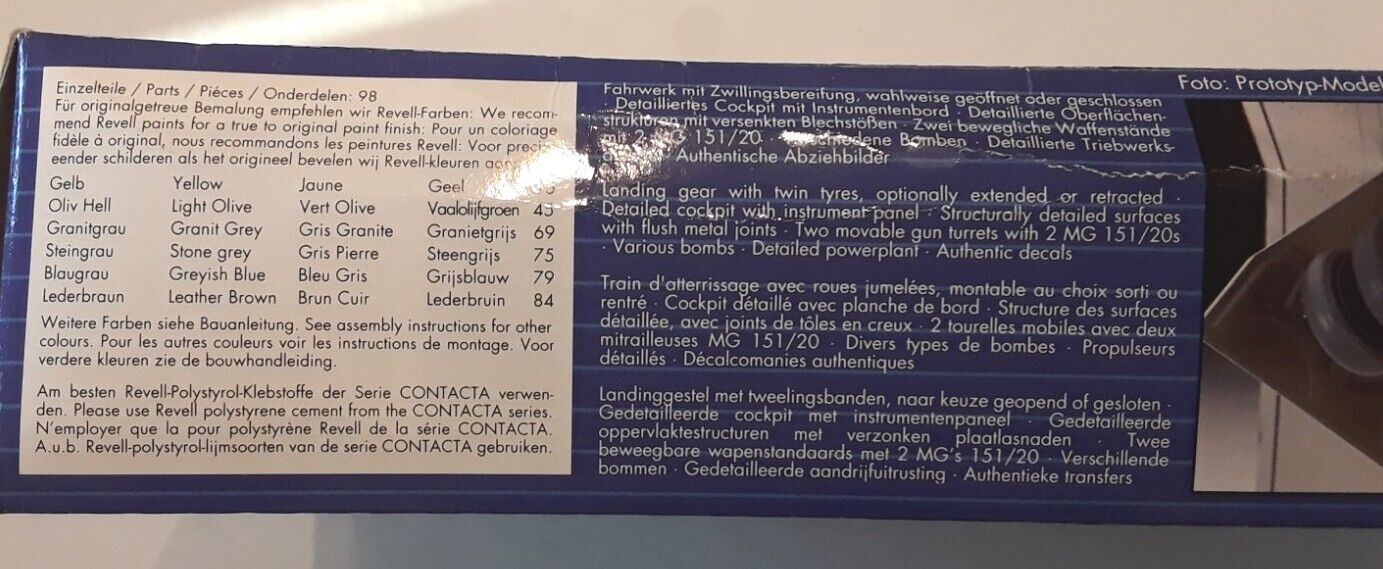 Einzelteile / Parts / Piéces / Onderdelen: 98
Für originalgetreue Bemalung empfehlen wir Revell-Farben: We recom-
mend Revell paints for a true to original paint finish: Pour un coloriage
fidèle à original, nous recommandons les peintures Revell: Voor
eender schilderen als het origineel bevelen wij Revell-kleuren
Gelb Yellow Jaune Geel
Oliv Hell Light Olive Vert Olive Vaalolijfgroen 45
Granitgrau Granit Grey Gris Granite Granietgrijs 69
Steingrau Stone grey Gris Pierre Steengrijs 75
Blaugrau Greyish Blue Bleu Gris Grijsblauw 79
Lederbraun Leather Brown Brun Cuir Lederbruin 84
Weitere Farben siehe Bauanleitung. See assembly instructions for other
colours. Pour les autres couleurs voir les instructions de montage. Voor
verdere kleuren zie de bouwhandleiding.
Am besten Revell-Polystyrol-Klebstoffe der Serie CONTACTA verwen-
den. Please use Revell polystyrene cement from the CONTACTA series.
N'employer que la pour polystyrène Revell de la série CONTACTA.
A.u.b. Revell-polystyrol-lijmsoorten van de serie CONTACTA gebruiken.
Fahrwerk mit Zwillingsbereifung, wahlweise geöffnet oder geschlossen
· Detailliertes Cockpit mit Instrumentenbord · Detaillierte Oberflächen-
strukturen mit versenkten Blechstößen · Zwei bewegliche Waffenstände
mit 2 MG 151/20 · Bomben · Detaillierte Triebwerks-
Authentische Abziehbilder
Landing gear with twin tyres, optionally extended or retracted ·
Detailed cockpit with instrument panel · Structurally detailed surfaces
with flush metal joints · Two movable gun turrets with 2 MG 151/20s
· Various bombs · Detailed powerplant · Authentic decals
Train d'atterrissage avec roues jumelées, montable au choix sorti ou
rentré · Cockpit détaillé avec planche de bord · Structure des surfaces
détaillée, avec joints de tôles en creux · 2 tourelles mobiles avec deux
mitrailleuses MG 151/20 · Divers types de bombes · Propulseurs
détaillés · Décalcomanies authentiques
Landinggestel met tweelingsbanden, naar keuze geopend of gesloten ·
Gedetailleerde cockpit met instrumentenpaneel · Gedetailleerde
oppervlaktestructuren met verzonken plaatlasnaden · Twee
beweegbare wapenstandaards met 2 MG's 151/20 · Verschillende
bommen · Gedetailleerde aandrijfuitrusting · Authentieke transfers
Foto: Prototyp-Model